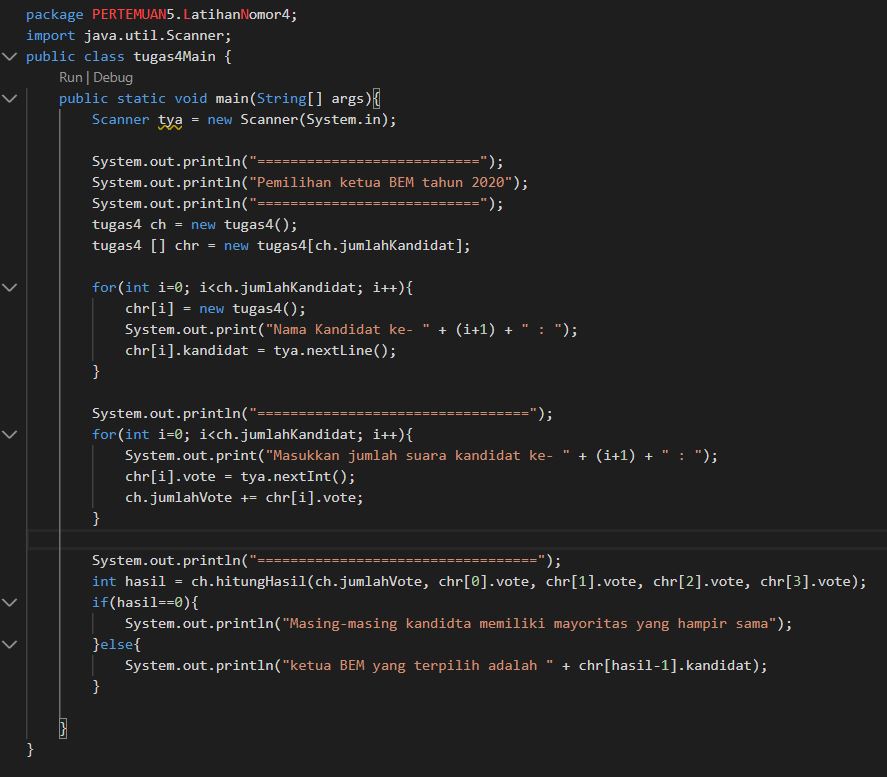 package PERTEMUAN5.LatihanNomor4;
import java.util.Scanner;
public class tugas4Main {
Run | Debug
public static void main(String[] args){
Scanner tya = new Scanner(System.in);
System.out.println("===========================");
System.out.println("Pemilihan ketua BEM tahun 2020");
System.out.println("===========================");
tugas4 ch = new tugas4();
tugas4 [] chr = new tugas4[ch.jumlahKandidat];
for(int i=0; i<ch.jumlahKandidat; i++){
chr[i] = new tugas4();
System.out.print("Nama Kandidat ke- " + (i+1) + " : ");
chr[i].kandidat = tya.nextLine();
}
System.out.println("=================================");
for(int i=0; i<ch.jumlahKandidat; i++){
System.out.print("Masukkan jumlah suara kandidat ke- " + (i+1) + " : ");
chr[i].vote = tya.nextInt();
ch.jumlahVote += chr[i].vote;
}
System.out.println("==================================");
int hasil = ch.hitungHasil(ch.jumlahVote, chr[0].vote, chr[1].vote, chr[2].vote, chr[3].vote);
if(hasil==0){
System.out.println("Masing-masing kandidta memiliki mayoritas yang hampir sama");
}else{
System.out.println("ketua BEM yang terpilih adalah " + chr[hasil-1].kandidat);
}
}
}